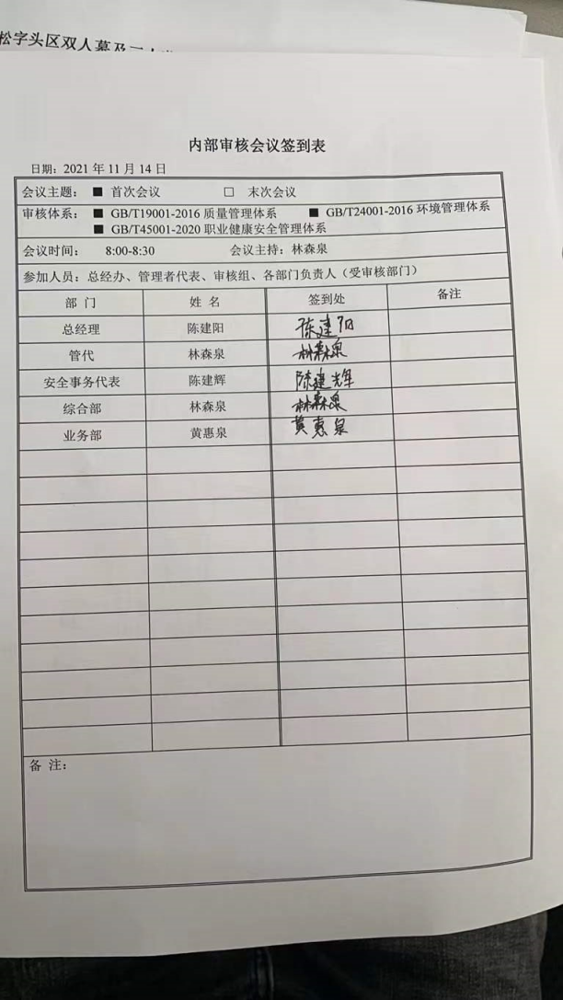 松字头区双人墓及
内部审核会议签到表
日期：2021 年 11 月 14 日
会议主题： ■ 首次会议 □ 末次会议
审核体系： ■ GB/T19001-2016 质量管理体系 ■ GB/T24001-2016 环境管理体系
■ GB/T45001-2020 职业健康安全管理体系
会议时间： 8:00-8:30 会议主持：林森泉
参加人员：总经办、管理者代表、审核组、各部门负责人（受审核部门）
部 门 姓 名 签到处 备注
总经理 陈建阳 陈建阳
管代 林森泉 林森泉
安全事务代表 陈建辉 陈建辉
综合部 林森泉 林森泉
业务部 黄惠泉 黄惠泉
备 注：